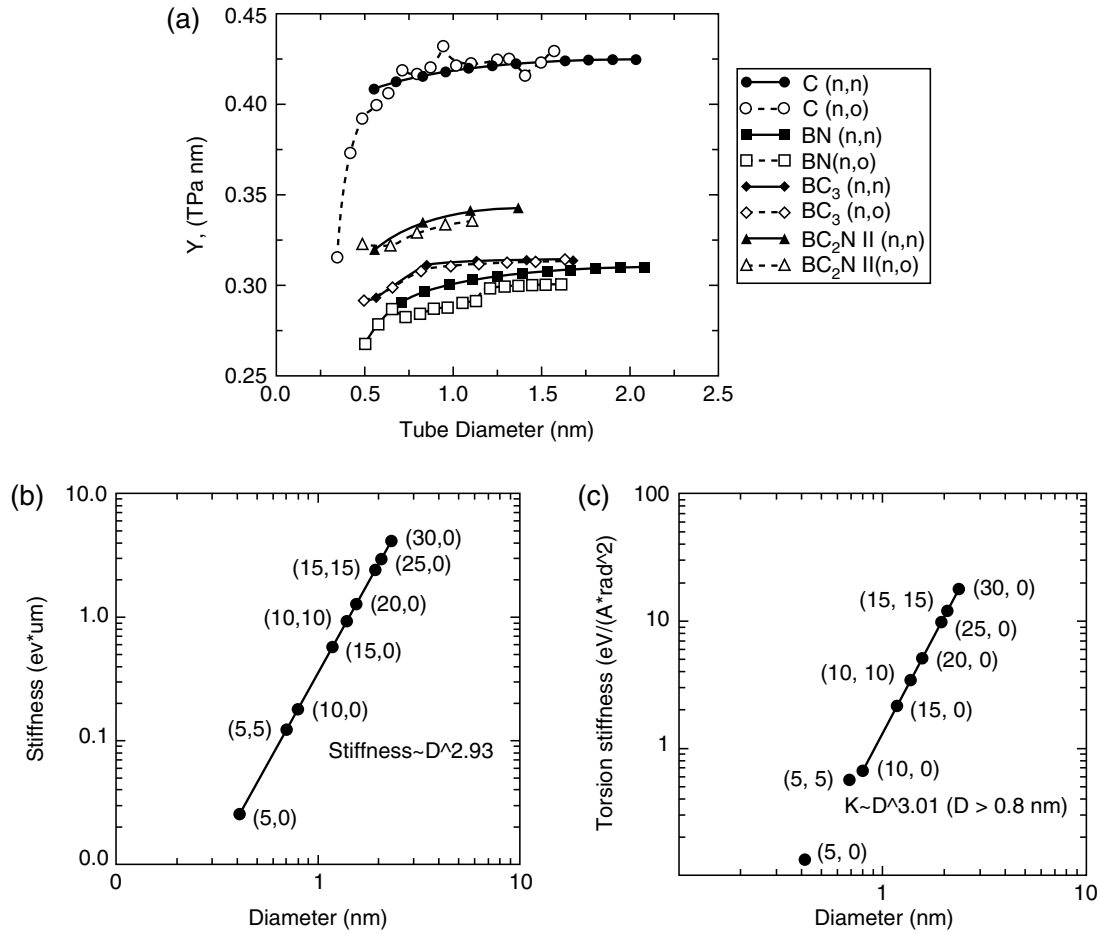 (a)
0.45
0.40
0.35
0.30
0.25
Y, (TPa nm)
0.0
0.5
1.0
1.5
2.0
2.5
Tube Diameter (nm)
C (n,n)
C (n,o)
BN (n,n)
BN(n,o)
BC3 (n,n)
BC3 (n,o)
BC2N II (n,n)
BC2N II(n,o)
(b)
10.0
1.0
0.1
0.0
Stiffness (ev*um)
(30,0)
(25,0)
(15,15)
(20,0)
(10,10)
(15,0)
(10,0)
(5,5)
Stiffness~D^2.93
(5,0)
0
1
10
Diameter (nm)
(c)
100
10
1
Torsion stiffness (eV/(A*rad^2)
(30, 0)
(15, 15)
(25, 0)
(20, 0)
(10, 10)
(15, 0)
(10, 0)
(5, 5)
K~D^3.01 (D > 0.8 nm)
(5, 0)
1
10
Diameter (nm)